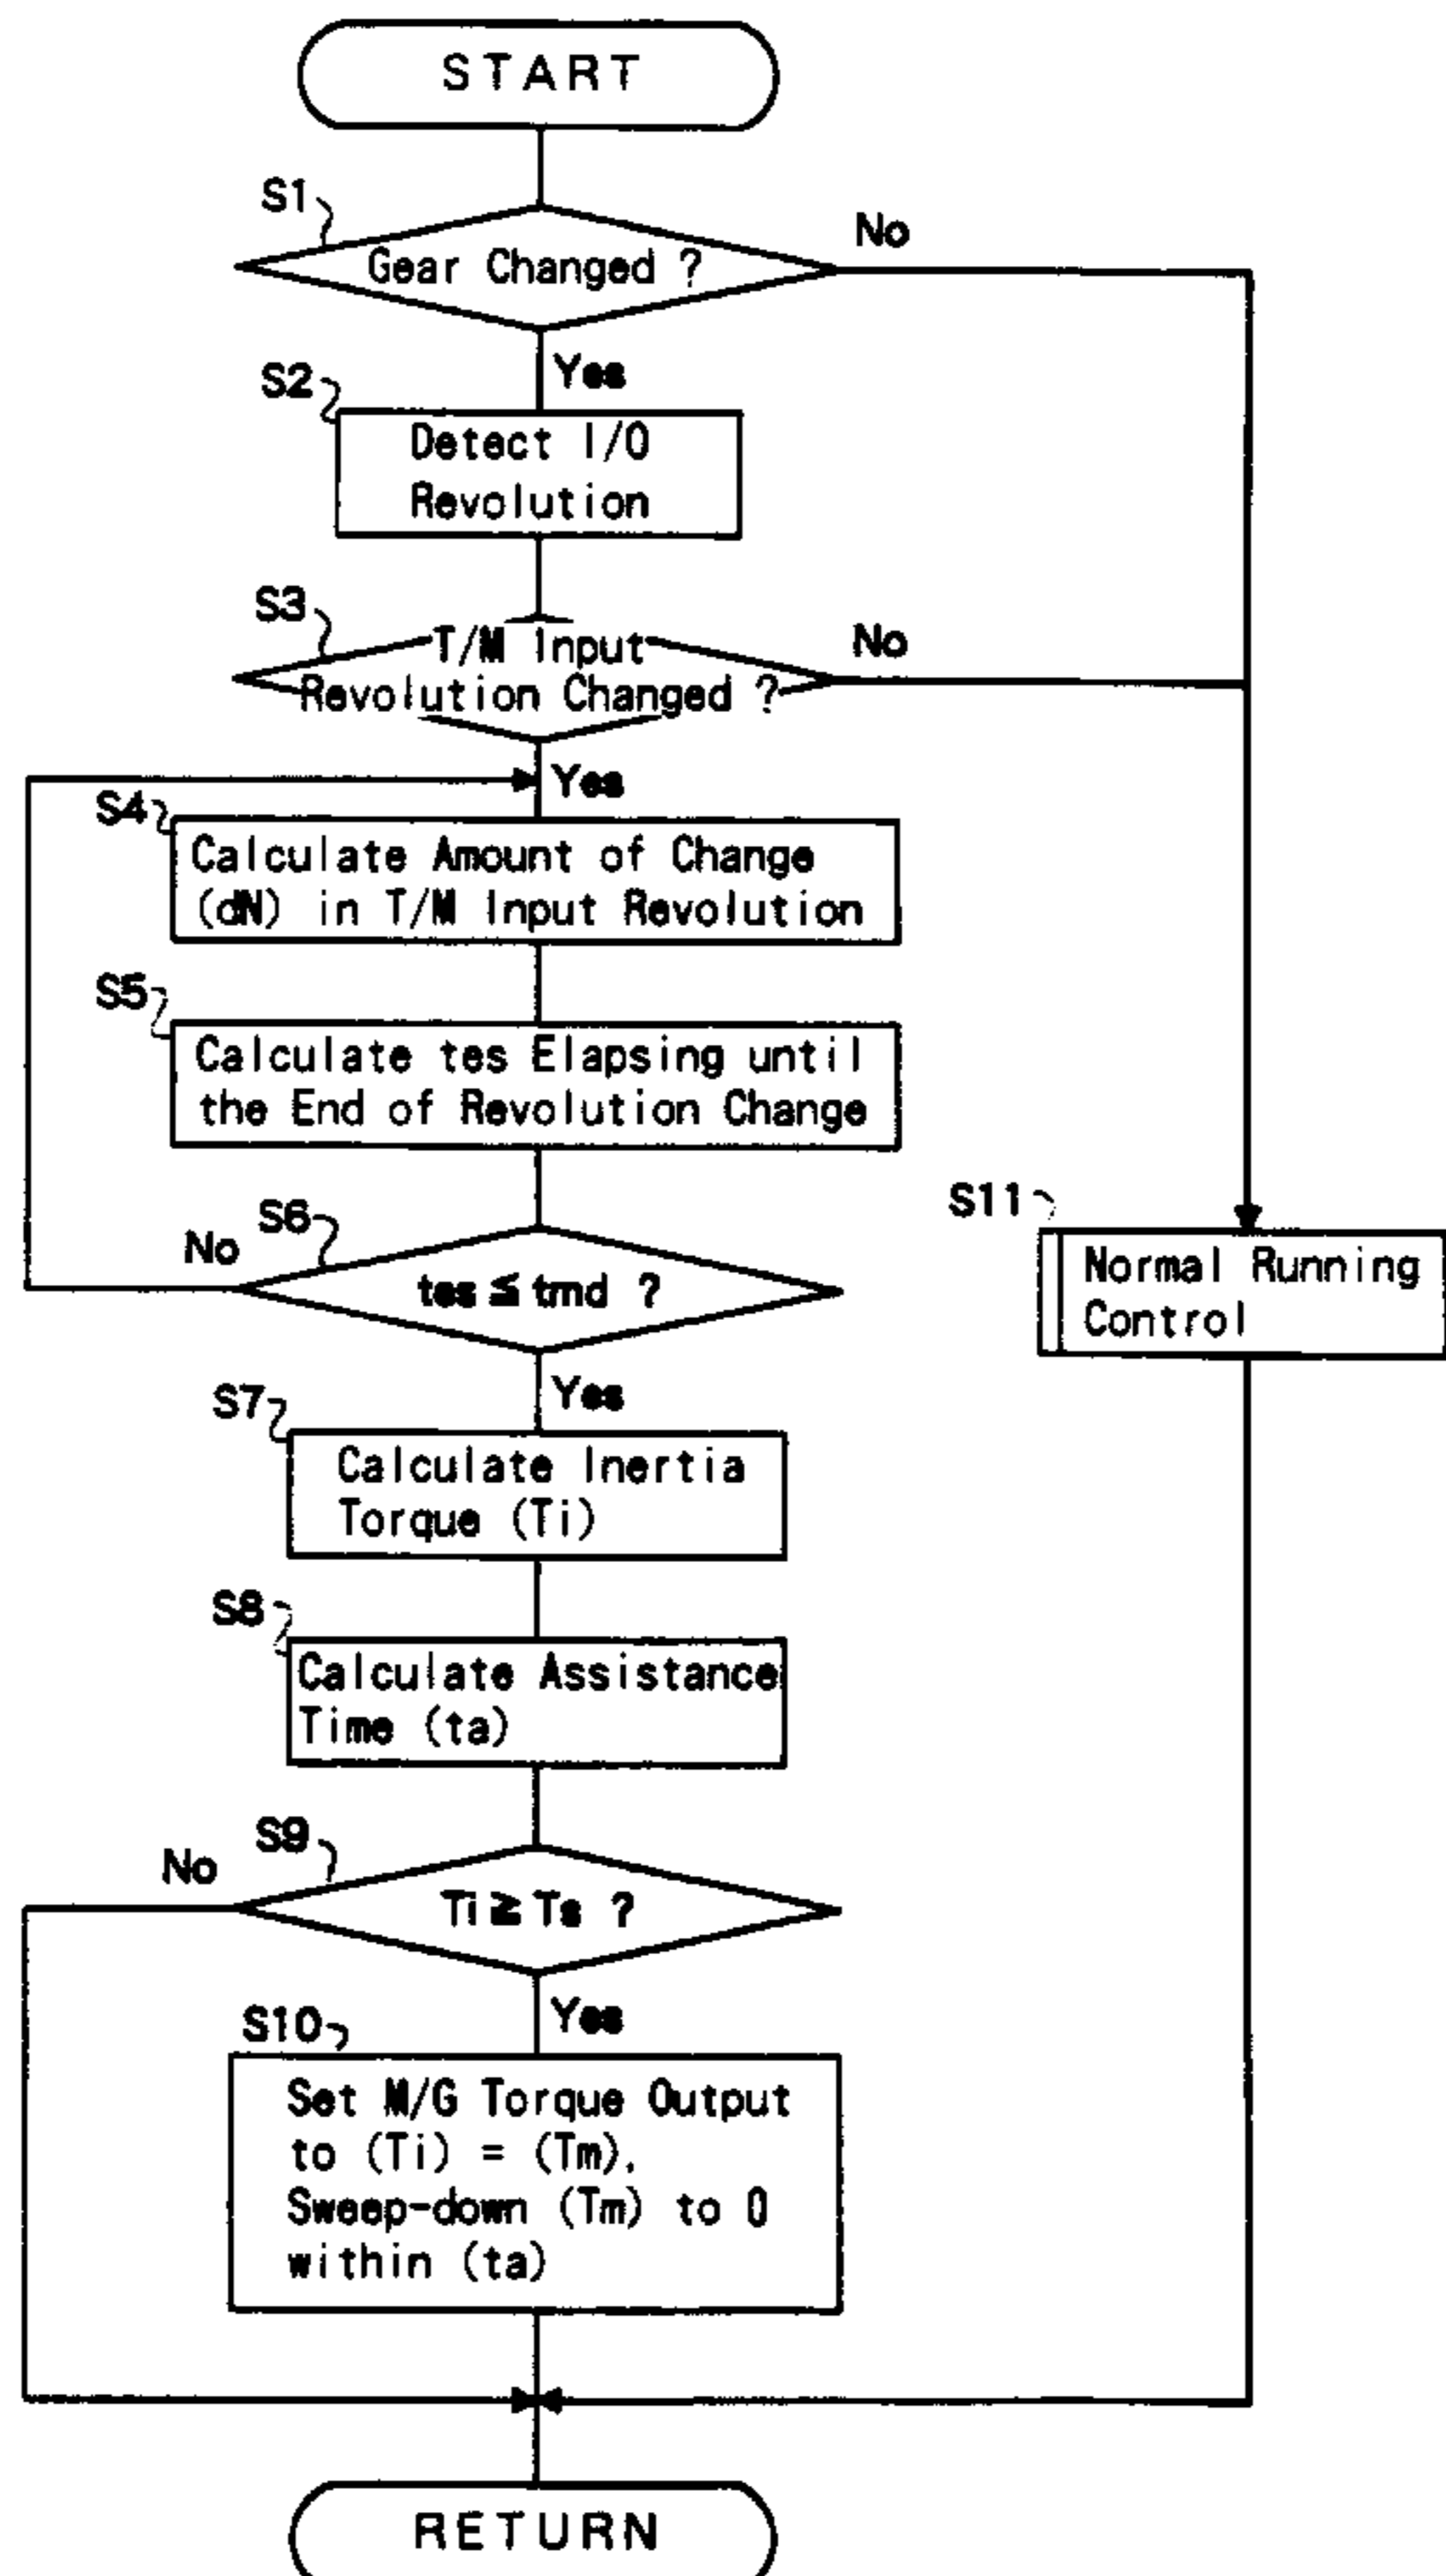 START
S1
Gear Changed ?
No
Yes
S2
Detect I/O
Revolution
S3
T/M Input
Revolution Changed ?
No
Yes
S4
Calculate Amount of Change
(dN) in T/M Input Revolution
S5
Calculate tes Elapsing until
the End of Revolution Change
S6
No
tes ≦ tmd ?
S11
Normal Running
Control
Yes
S7
Calculate Inertia
Torque (Ti)
S8
Calculate Assistance
Time (ta)
S9
No
Ti ≧ Ts ?
Yes
S10
Set M/G Torque Output
to (Ti) = (Tm),
Sweep-down (Tm) to 0
within (ta)
RETURN